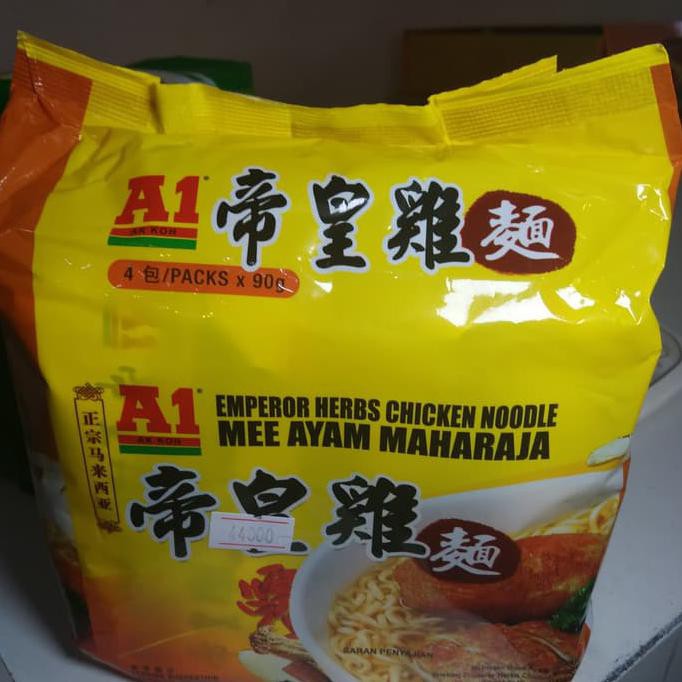 A1
AK KOH
帝皇雞麵
4 包/PACKS x 90g
A1
AK KOH
EMPEROR HERBS CHICKEN NOODLE
MEE AYAM MAHARAJA
正宗马来西亚
帝皇雞麵
44000
SARAN PENYAJIAN